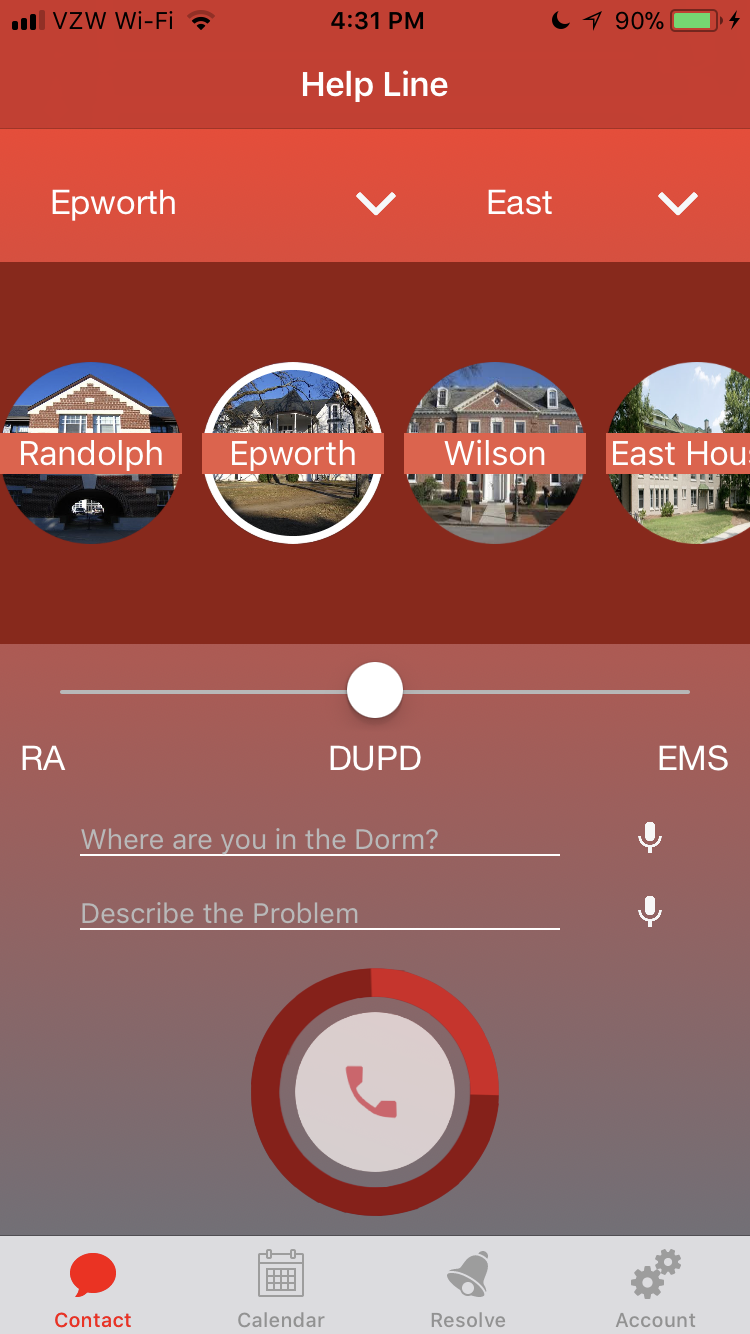 VZW Wi-Fi 4:31 PM 90%
Help Line
Epworth East
Randolph Epworth Wilson East Hou
RA DUPD EMS
Where are you in the Dorm?
Describe the Problem
Contact Calendar Resolve Account